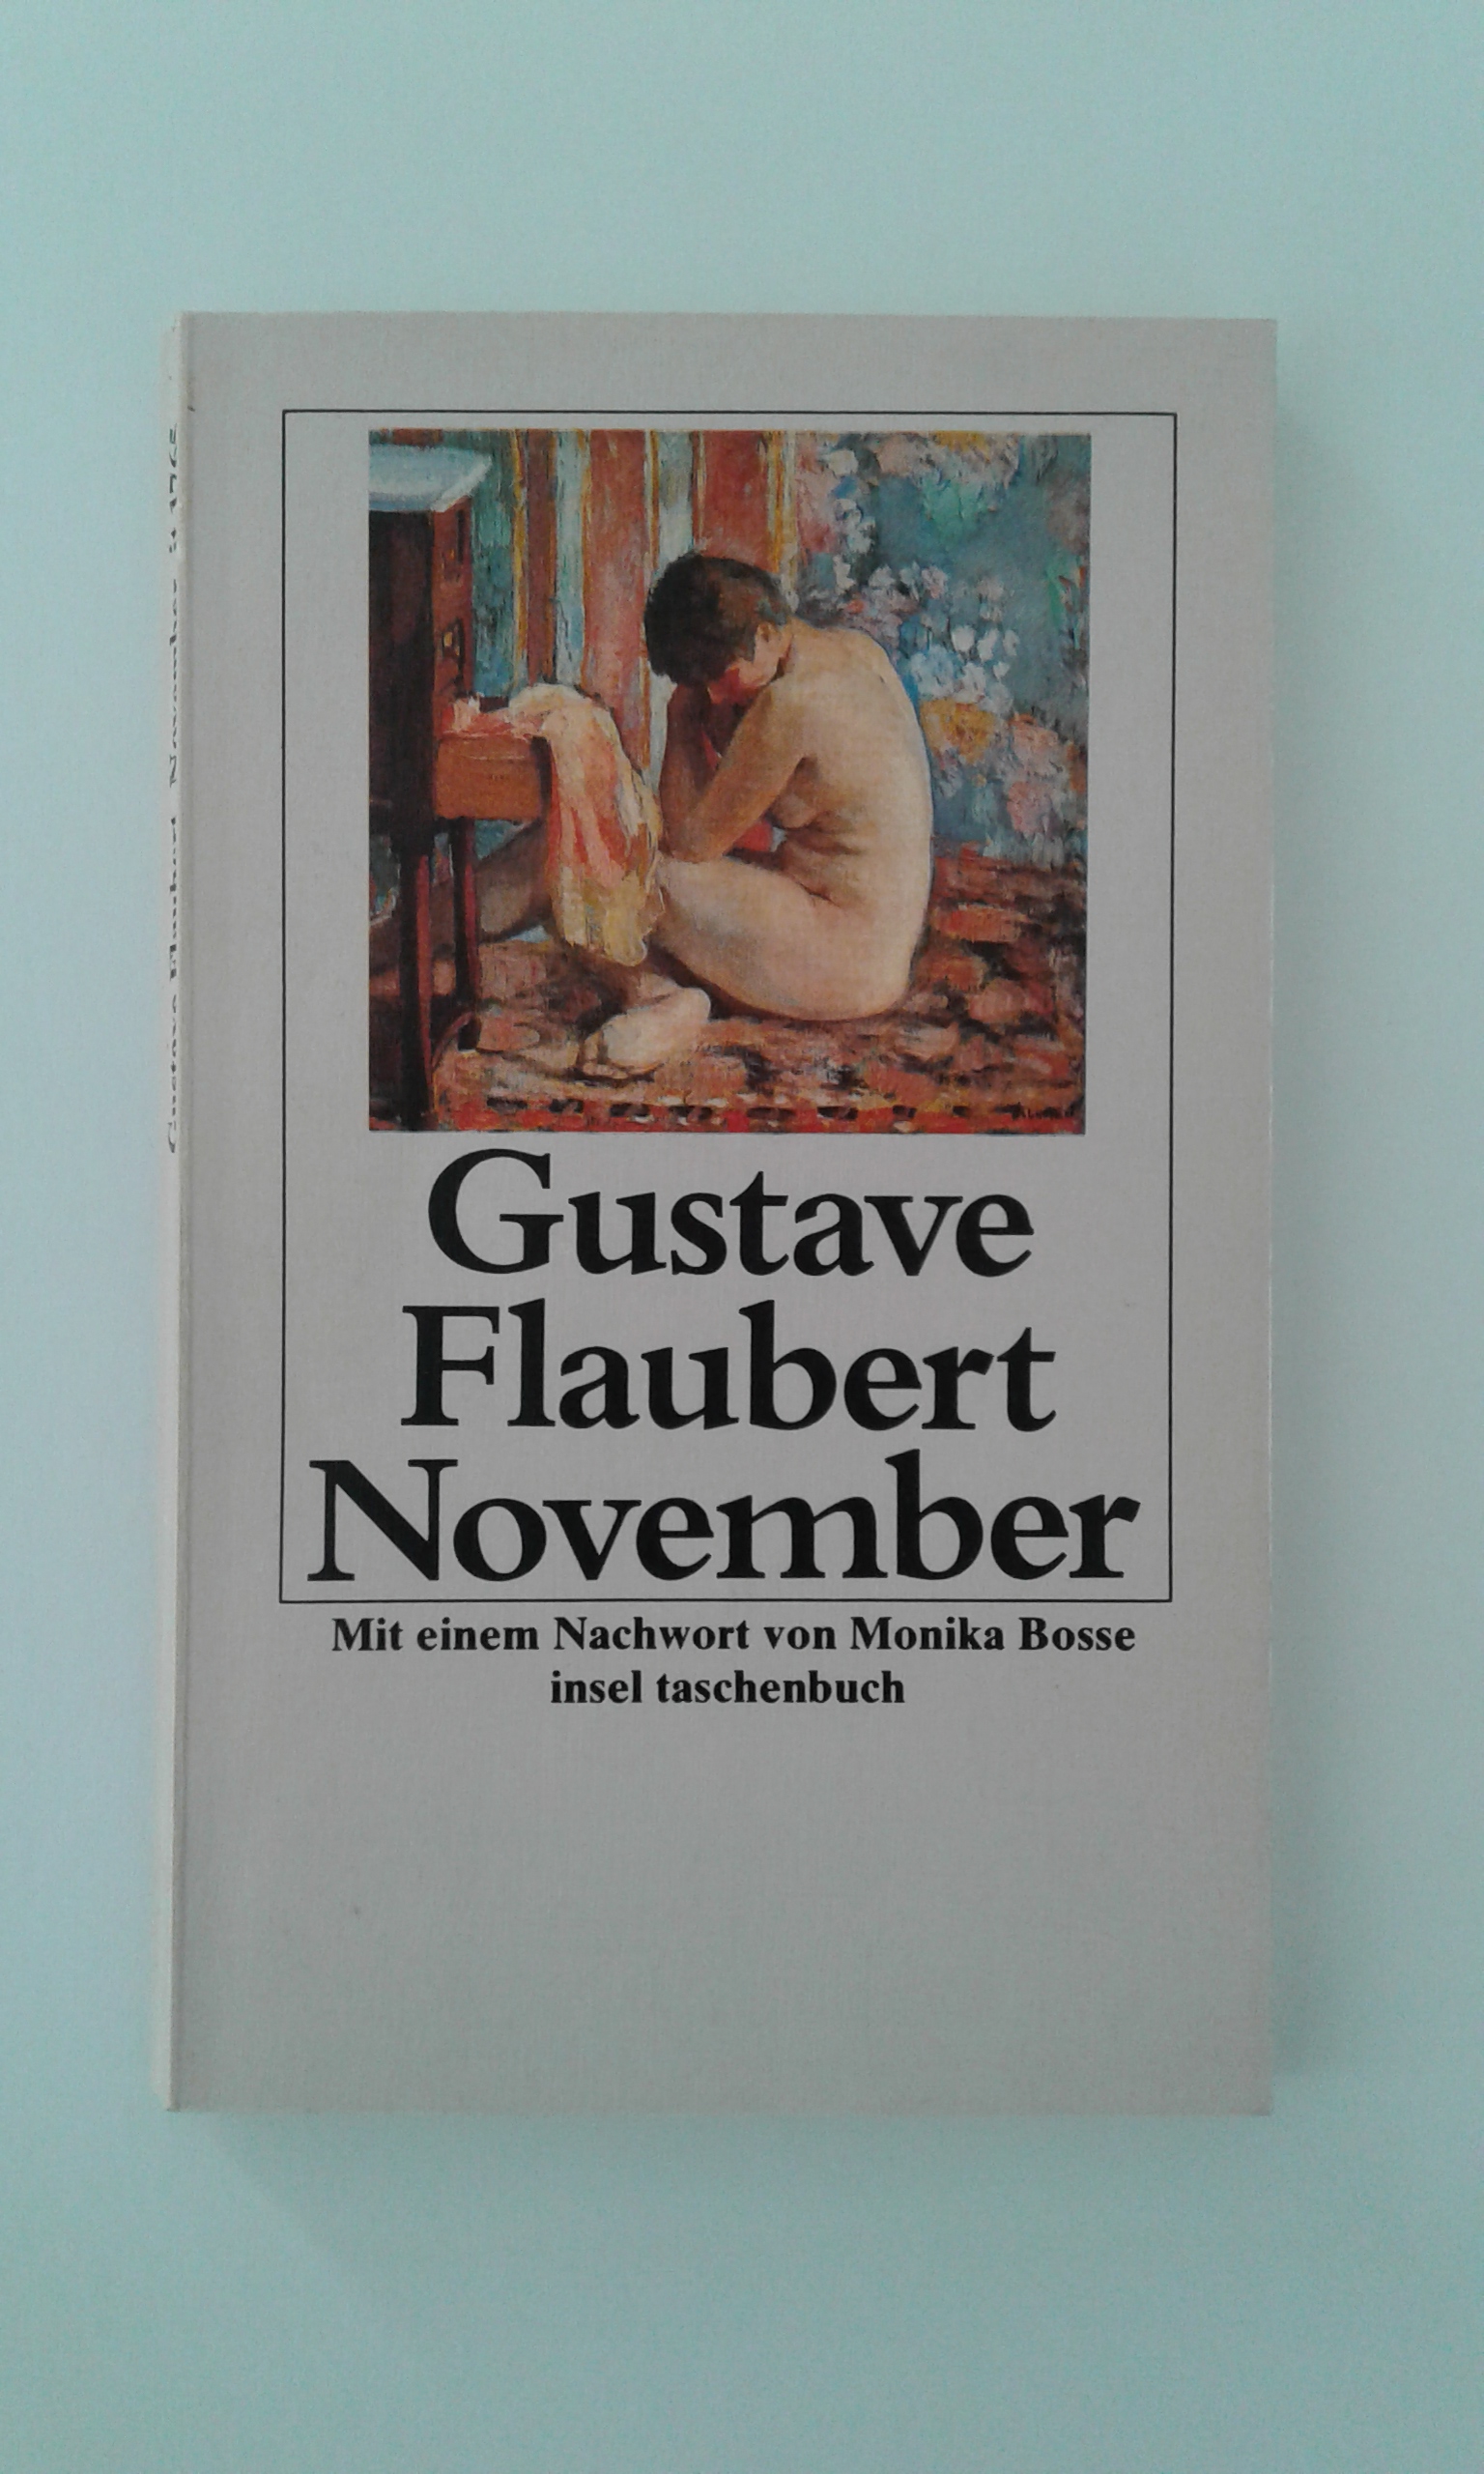 Gustave
Flaubert
November
Mit einem Nachwort von Monika Bosse
insel taschenbuch
Gustave Flaubert November